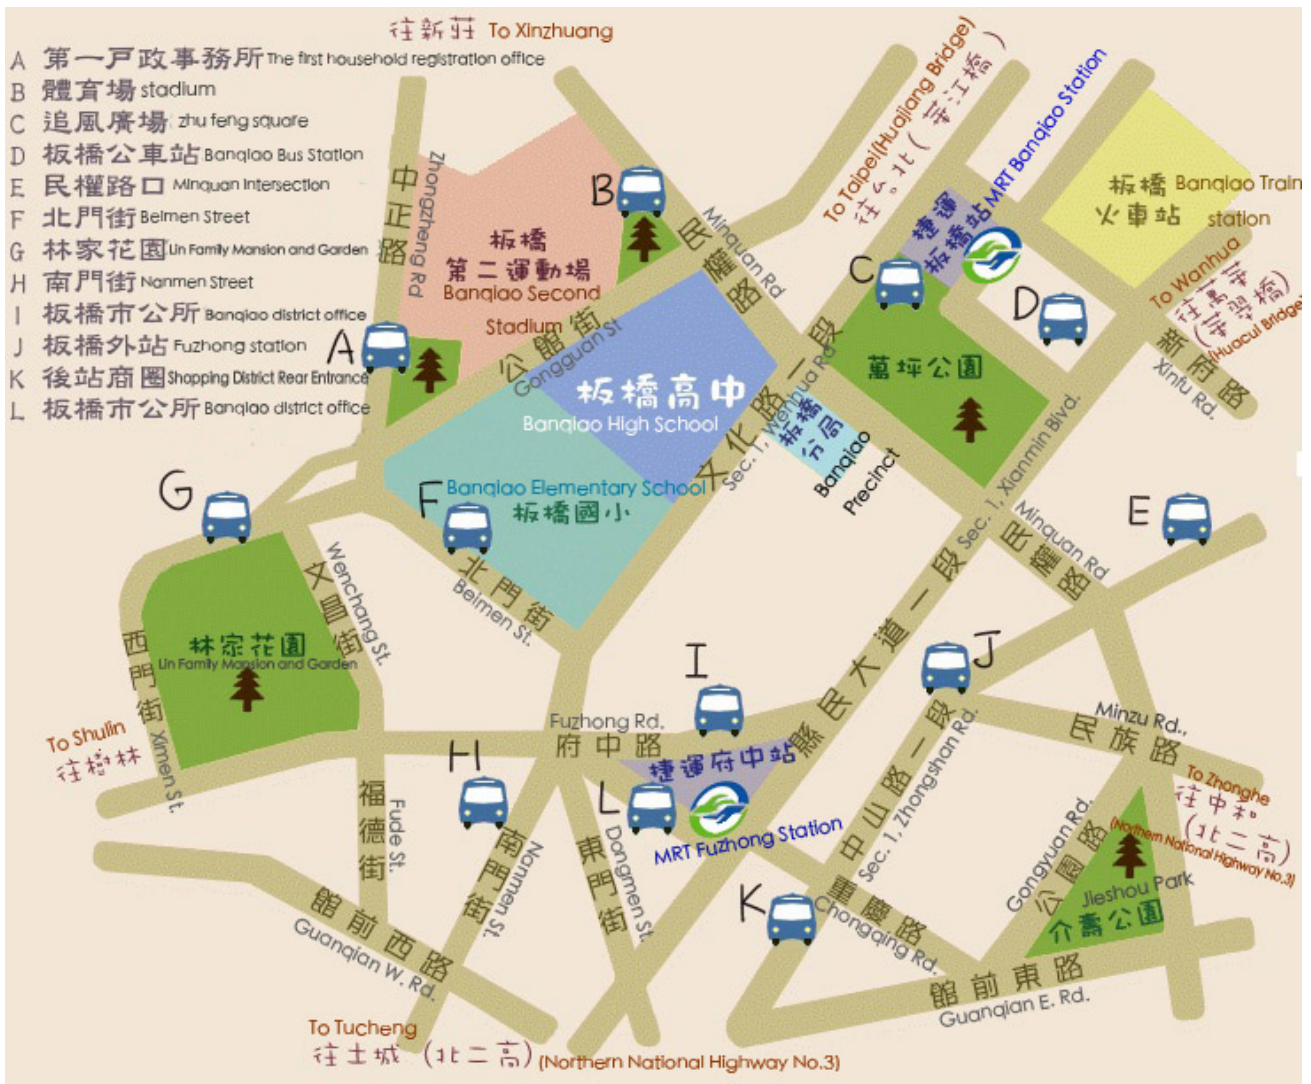 往新莊 To Xinzhuang
A 第一戶政事務所 The first household registration office
B 體育場 stadium
C 追風廣場 zhu feng square
D 板橋公車站 Banqiao Bus Station
E 民權路口 Minquan Intersection
F 北門街 Beimen Street
G 林家花園 Lin Family Mansion and Garden
H 南門街 Nanmen Street
I 板橋市公所 Banqiao district office
J 板橋外站 Fuzhong station
K 後站商圈 Shopping District Rear Entrance
L 板橋市公所 Banqiao district office
中正路
Zhongzheng Rd
板橋
第二運動場
Banqiao Second
Stadium
B
民權路
Minquan Rd
To Taipei(Huajiang Bridge)
往台北(華江橋)
MRT Banqiao Station
捷運
板橋站
板橋 Banqiao Train
火車站 station
To Wanhua
往萬華
(華翠橋)
(Huacui Bridge)
新府路
Xinfu Rd.
A
公館街
Gongguan St
C
D
萬坪公園
板橋高中
Banqiao High School
文化路一段
Sec. 1, Wenhua Rd
板橋
分局
Banqiao
Precinct
Sec. 1, Xianmin Blvd.
縣民大道一段
G
F
Banqiao Elementary School
板橋國小
北門街
Beimen St.
E
Minquan Rd
民權路
文昌街
Wenchang St.
林家花園
Lin Family Mansion and Garden
西門街
Ximen St.
To Shulin
往樹林
I
J
Fuzhong Rd.
府中路
捷運府中站
MRT Fuzhong Station
Minzu Rd.,
民族路
H
L
福德街
Fude St.
南門街
Nanmen St.
東門街
Dongmen St.
中山路一段
Sec. 1, Zhongshan Rd.
K
重慶路
Chongqing Rd.
Gongyuan Rd.
公園路
To Zhonghe
往中和
(北二高)
(Northern National Highway No.3)
Jieshou Park
介壽公園
館前西路
Guanqian W. Rd.
館前東路
Guanqian E. Rd.
To Tucheng
往土城 (北二高) (Northern National Highway No.3)